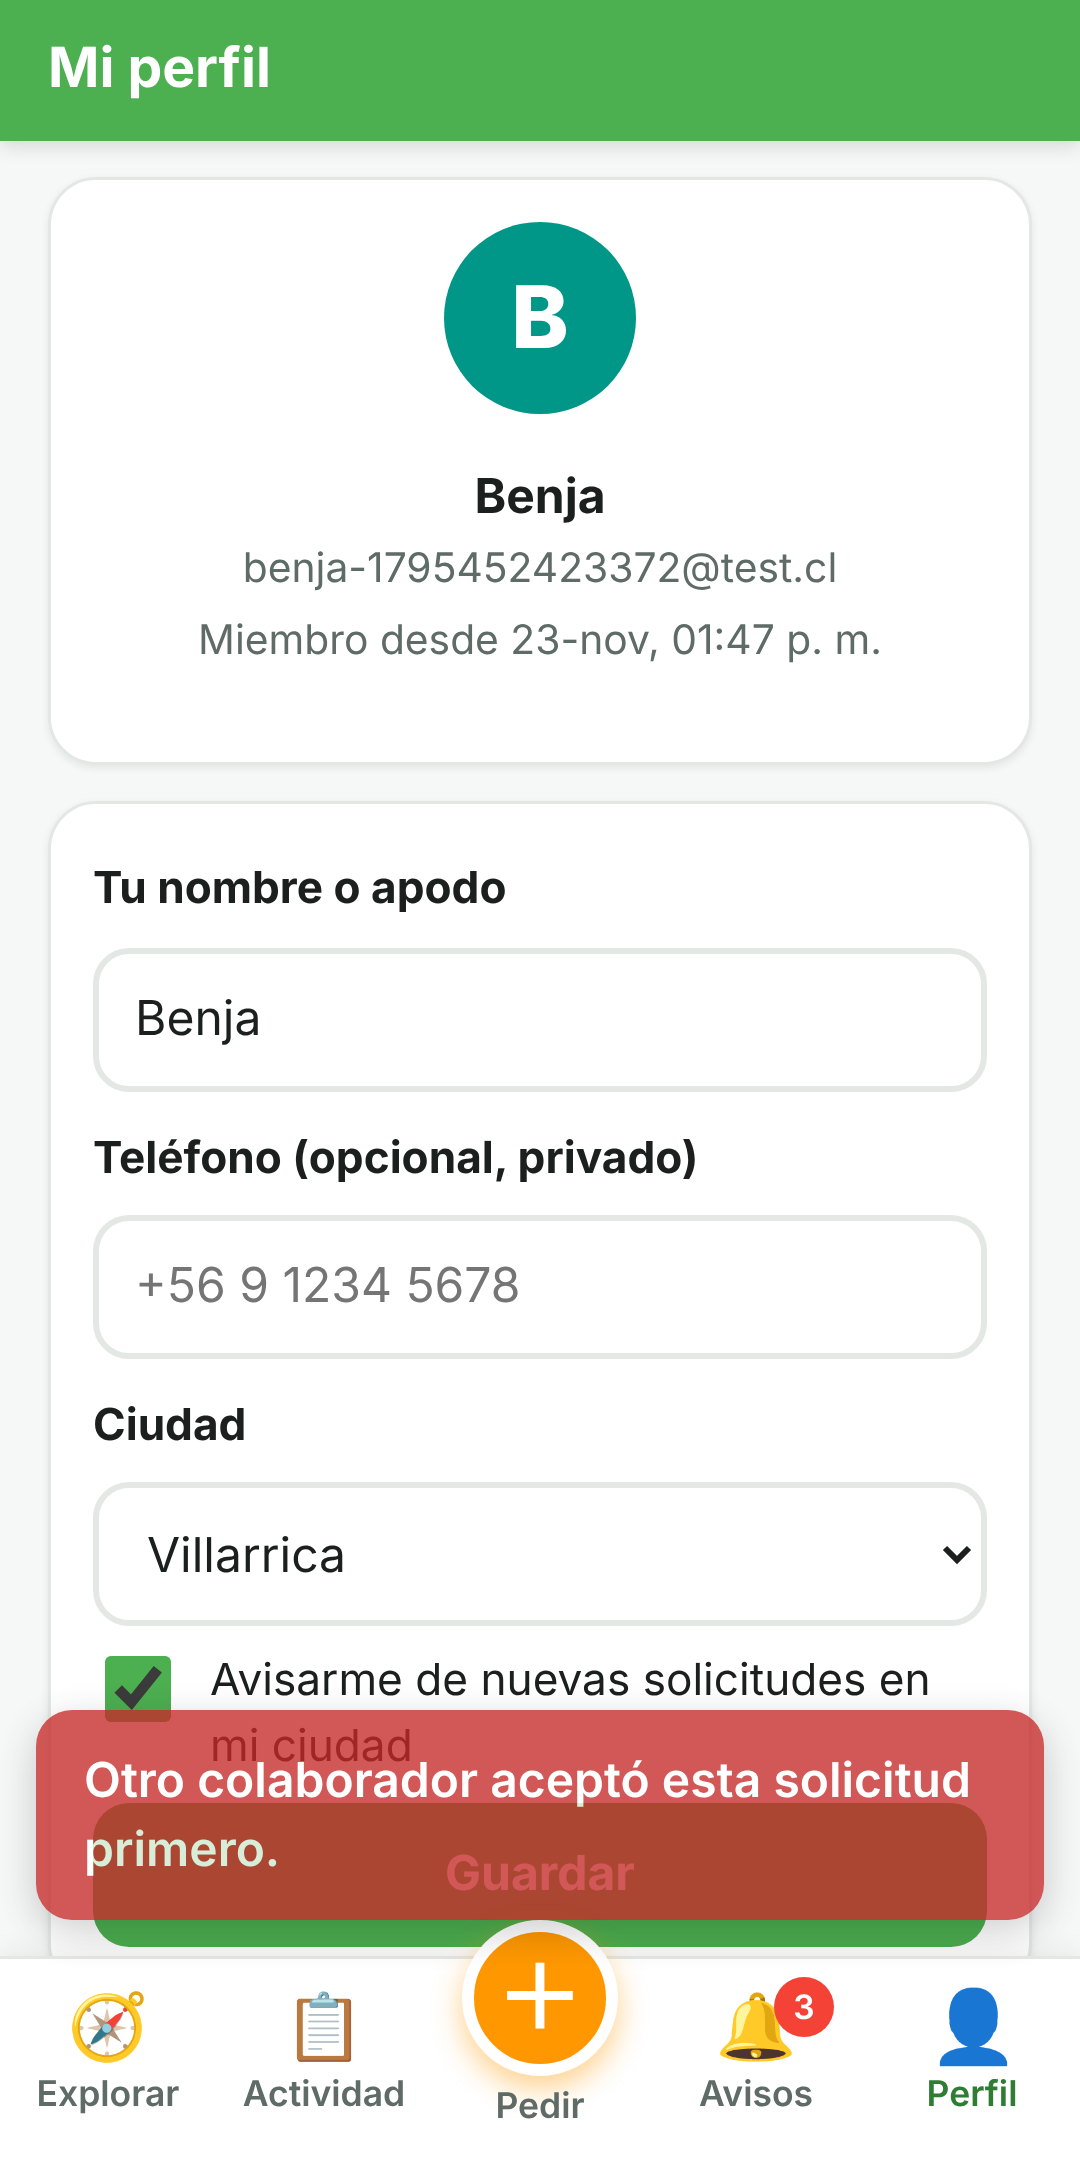 Mi perfil
B
Benja
benja-1795452423372@test.cl
Miembro desde 23-nov, 01:47 p. m.
Tu nombre o apodo
Benja
Teléfono (opcional, privado)
+56 9 1234 5678
Ciudad
Villarrica
Avisarme de nuevas solicitudes en
mi ciudad
Otro colaborador aceptó esta solicitud
primero.
Guardar
3
Explorar
Actividad
Pedir
Avisos
Perfil